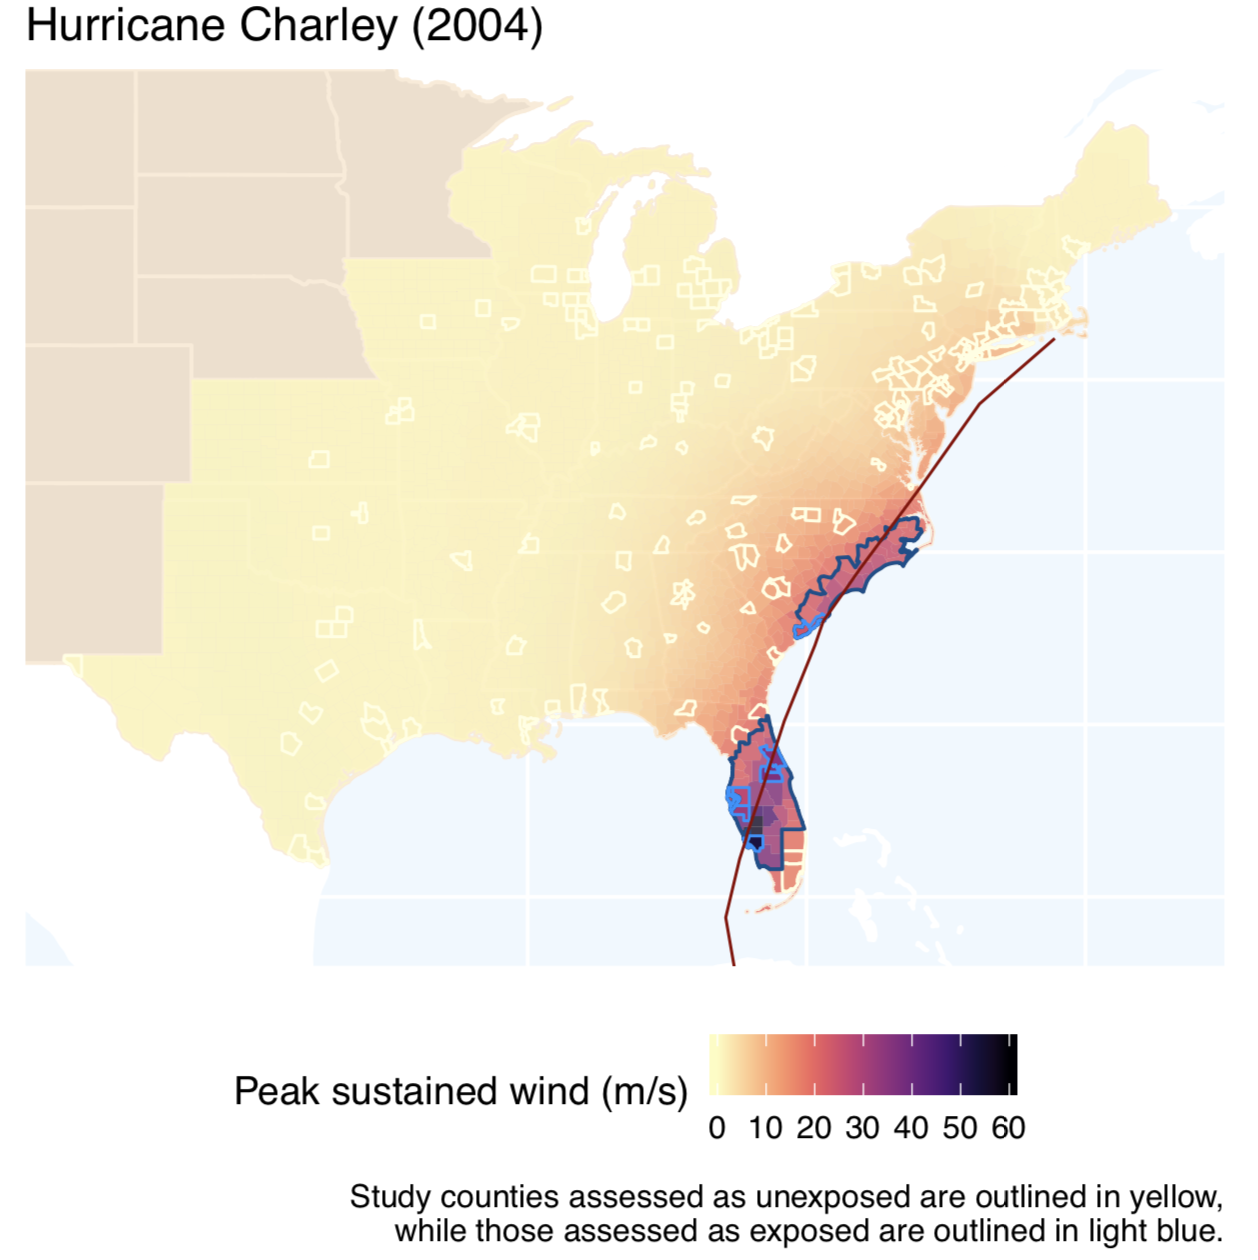 Hurricane Charley (2004)
Peak sustained wind (m/s)
0 10 20 30 40 50 60
Study counties assessed as unexposed are outlined in yellow,
while those assessed as exposed are outlined in light blue.